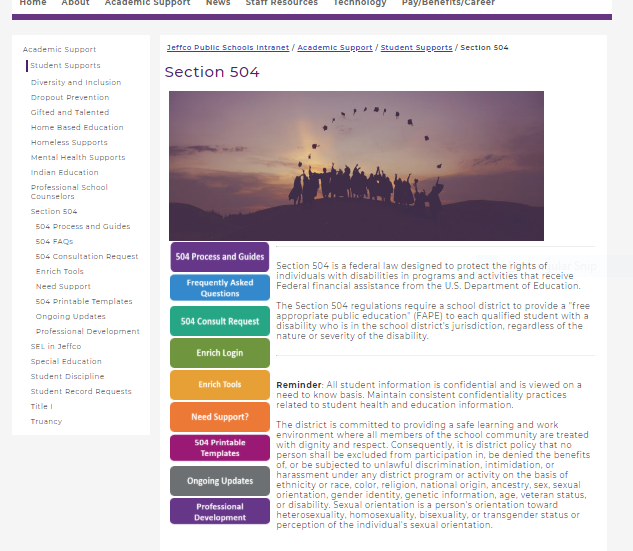 Home About Academic Support News Staff Resources Technology Pay/Benefits/Career
Academic Support
Student Supports
Diversity and Inclusion
Dropout Prevention
Gifted and Talented
Home Based Education
Homeless Supports
Mental Health Supports
Indian Education
Professional School
Counselors
Section 504
504 Process and Guides
504 FAQs
504 Consultation Request
Enrich Tools
Need Support
504 Printable Templates
Ongoing Updates
Professional Development
SEL in Jeffco
Special Education
Student Discipline
Student Record Requests
Title I
Truancy
Jeffco Public Schools Intranet / Academic Support / Student Supports / Section 504
Section 504
504 Process and Guides
Frequently Asked
Questions
504 Consult Request
Enrich Login
Enrich Tools
Need Support?
504 Printable
Templates
Ongoing Updates
Professional
Development
Section 504 is a federal law designed to protect the rights of
individuals with disabilities in programs and activities that receive
Federal financial assistance from the U.S. Department of Education.
The Section 504 regulations require a school district to provide a "free
appropriate public education" (FAPE) to each qualified student with a
disability who is in the school district's jurisdiction, regardless of the
nature or severity of the disability.
Reminder: All student information is confidential and is viewed on a
need to know basis. Maintain consistent confidentiality practices
related to student health and education information.
The district is committed to providing a safe learning and work
environment where all members of the school community are treated
with dignity and respect. Consequently, it is district policy that no
person shall be excluded from participation in, be denied the benefits
of, or be subjected to unlawful discrimination, intimidation, or
harassment under any district program or activity on the basis of
ethnicity or race, color, religion, national origin, ancestry, sex, sexual
orientation, gender identity, genetic information, age, veteran status,
or disability. Sexual orientation is a person's orientation toward
heterosexuality, homosexuality, bisexuality, or transgender status or
perception of the individual's sexual orientation.